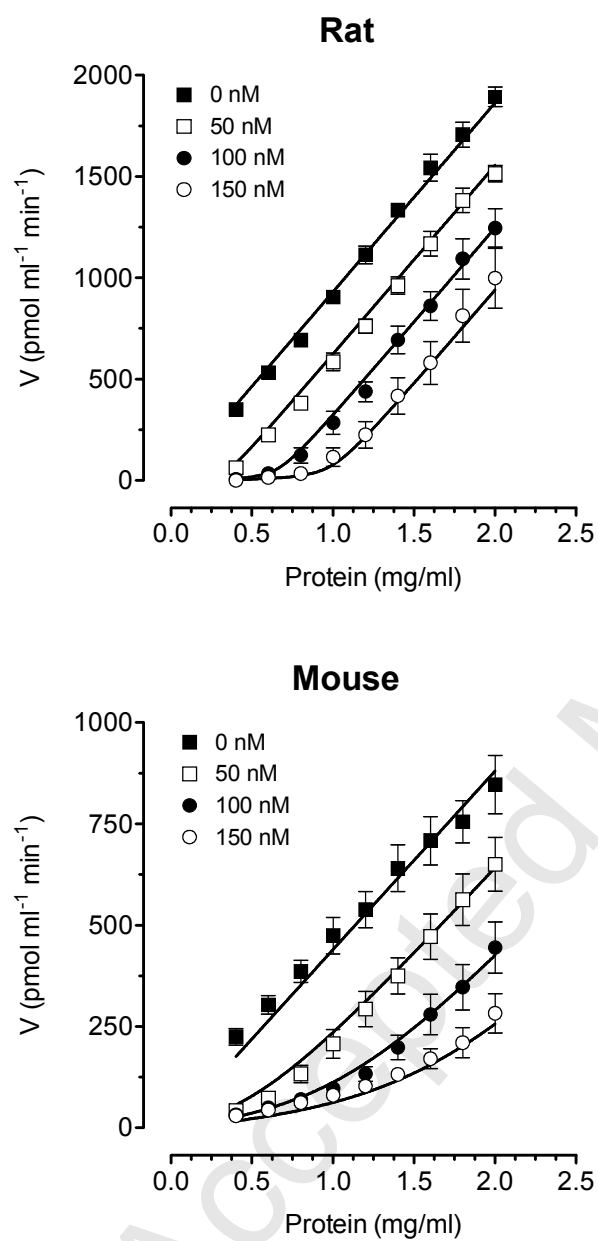 Rat
2000
1500
1000
500
0
V (pmol ml⁻¹ min⁻¹)
0 nM
50 nM
100 nM
150 nM
0.0 0.5 1.0 1.5 2.0 2.5
Protein (mg/ml)
Mouse
1000
750
500
250
0
V (pmol ml⁻¹ min⁻¹)
0 nM
50 nM
100 nM
150 nM
0.0 0.5 1.0 1.5 2.0 2.5
Protein (mg/ml)
Accepted M